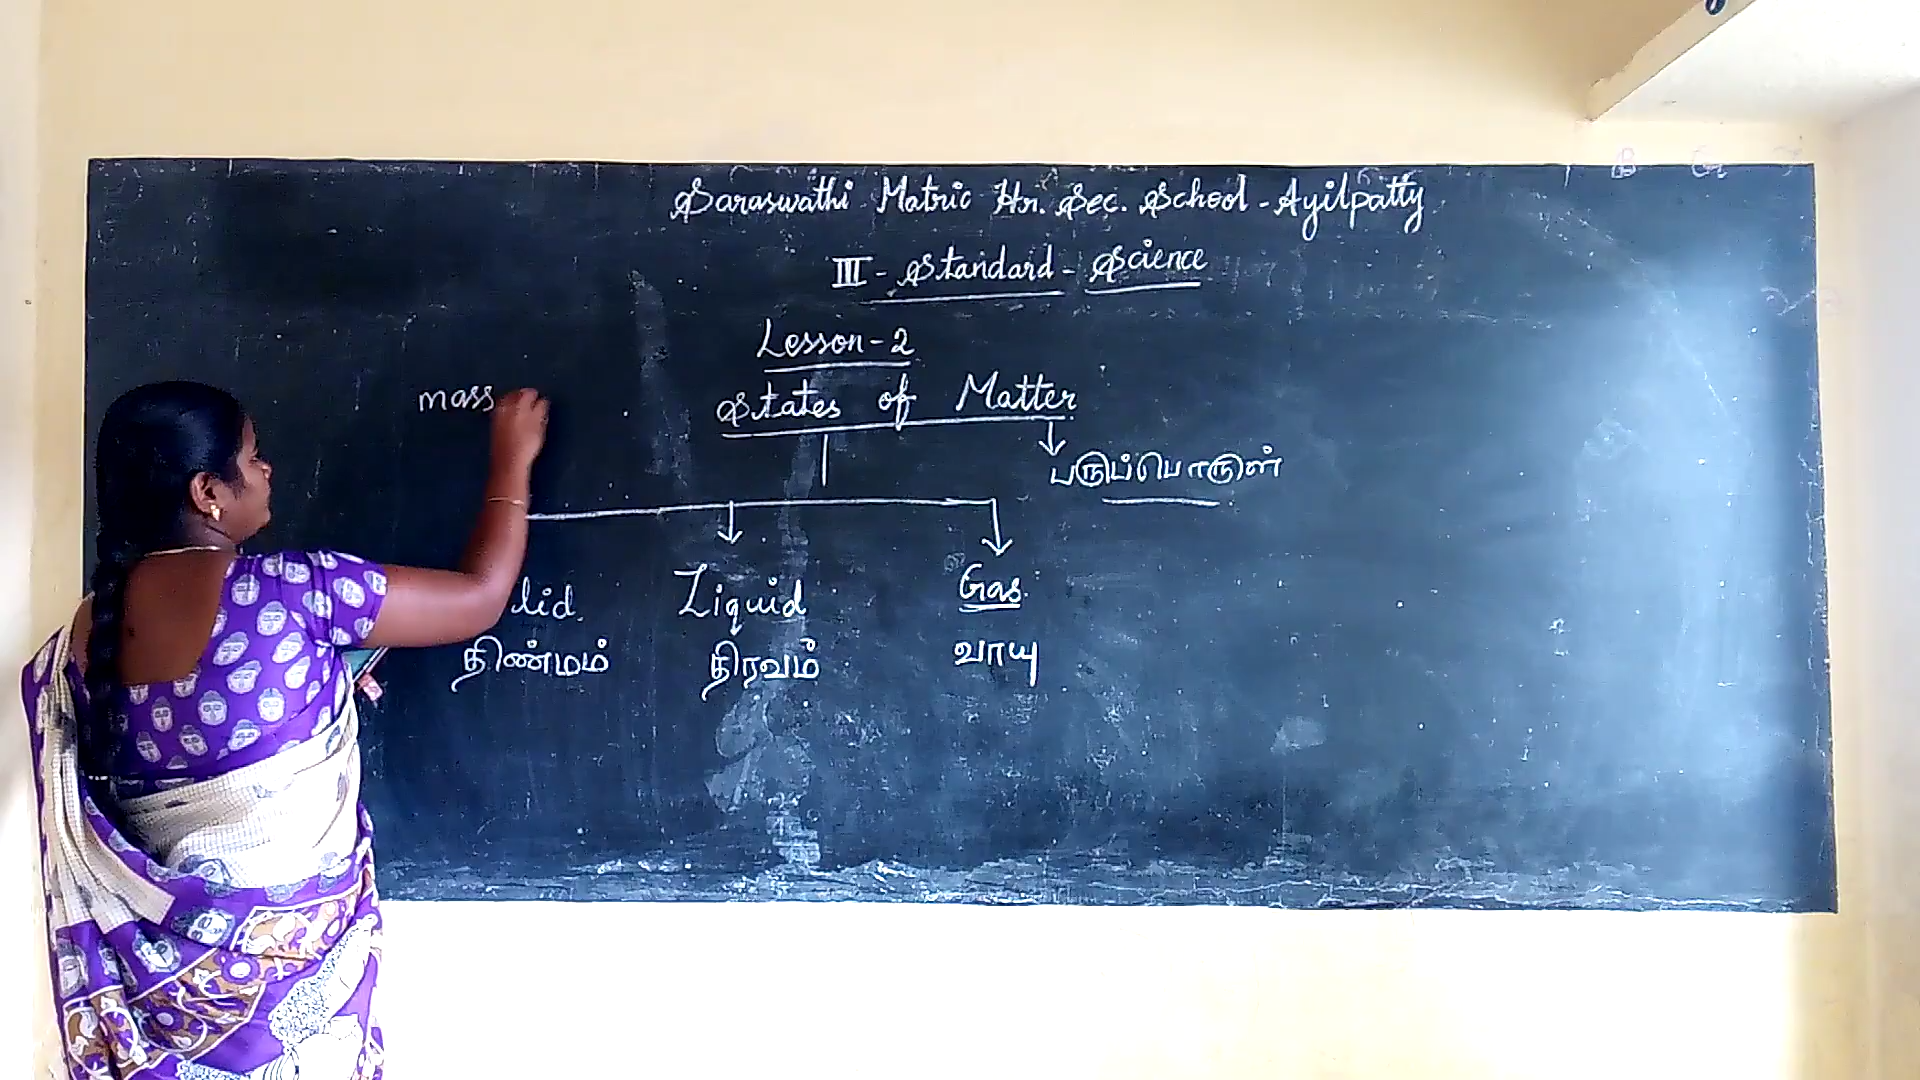 Saraswathi Matric Hr. Sec. School - Ayilpatty
III - Standard - Science
Lesson - 2
mass
States of Matter
பருப்பொருள்
lid Liquid Gas
திண்மம் திரவம் வாயு